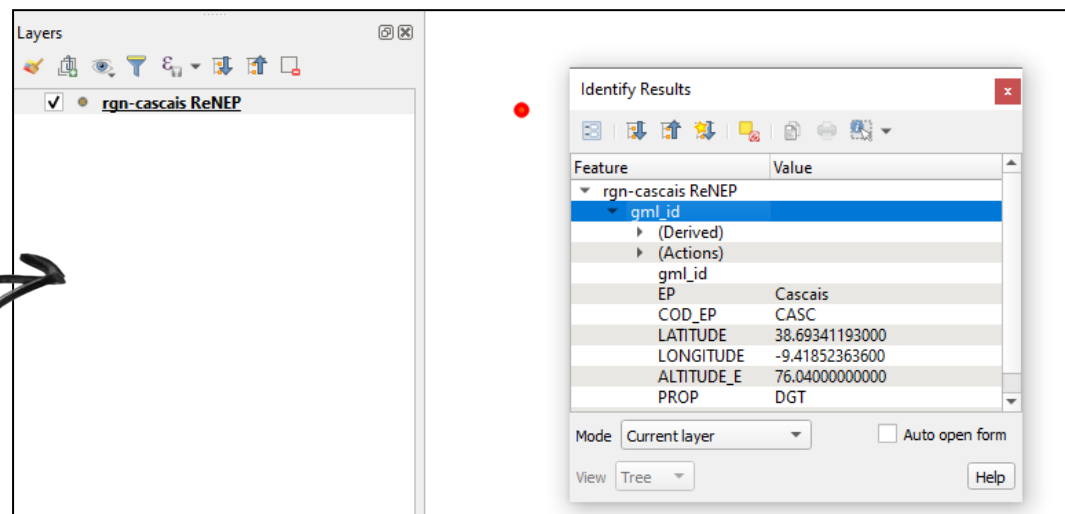 Layers
rgn-cascais ReNEP
Identify Results
Feature Value
rgn-cascais ReNEP
gml_id
(Derived)
(Actions)
gml_id
EP Cascais
COD_EP CASC
LATITUDE 38.69341193000
LONGITUDE -9.41852363600
ALTITUDE_E 76.04000000000
PROP DGT
Mode Current layer Auto open form
View Tree Help